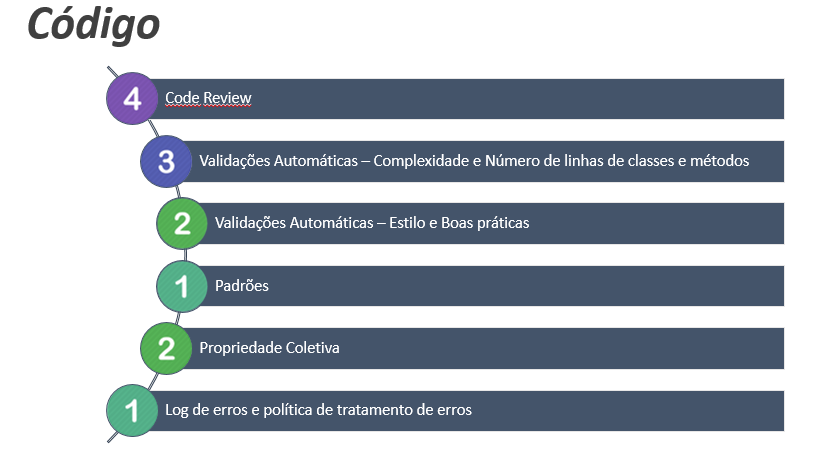 Código
4 Code Review
3 Validações Automáticas – Complexidade e Número de linhas de classes e métodos
2 Validações Automáticas – Estilo e Boas práticas
1 Padrões
2 Propriedade Coletiva
1 Log de erros e política de tratamento de erros